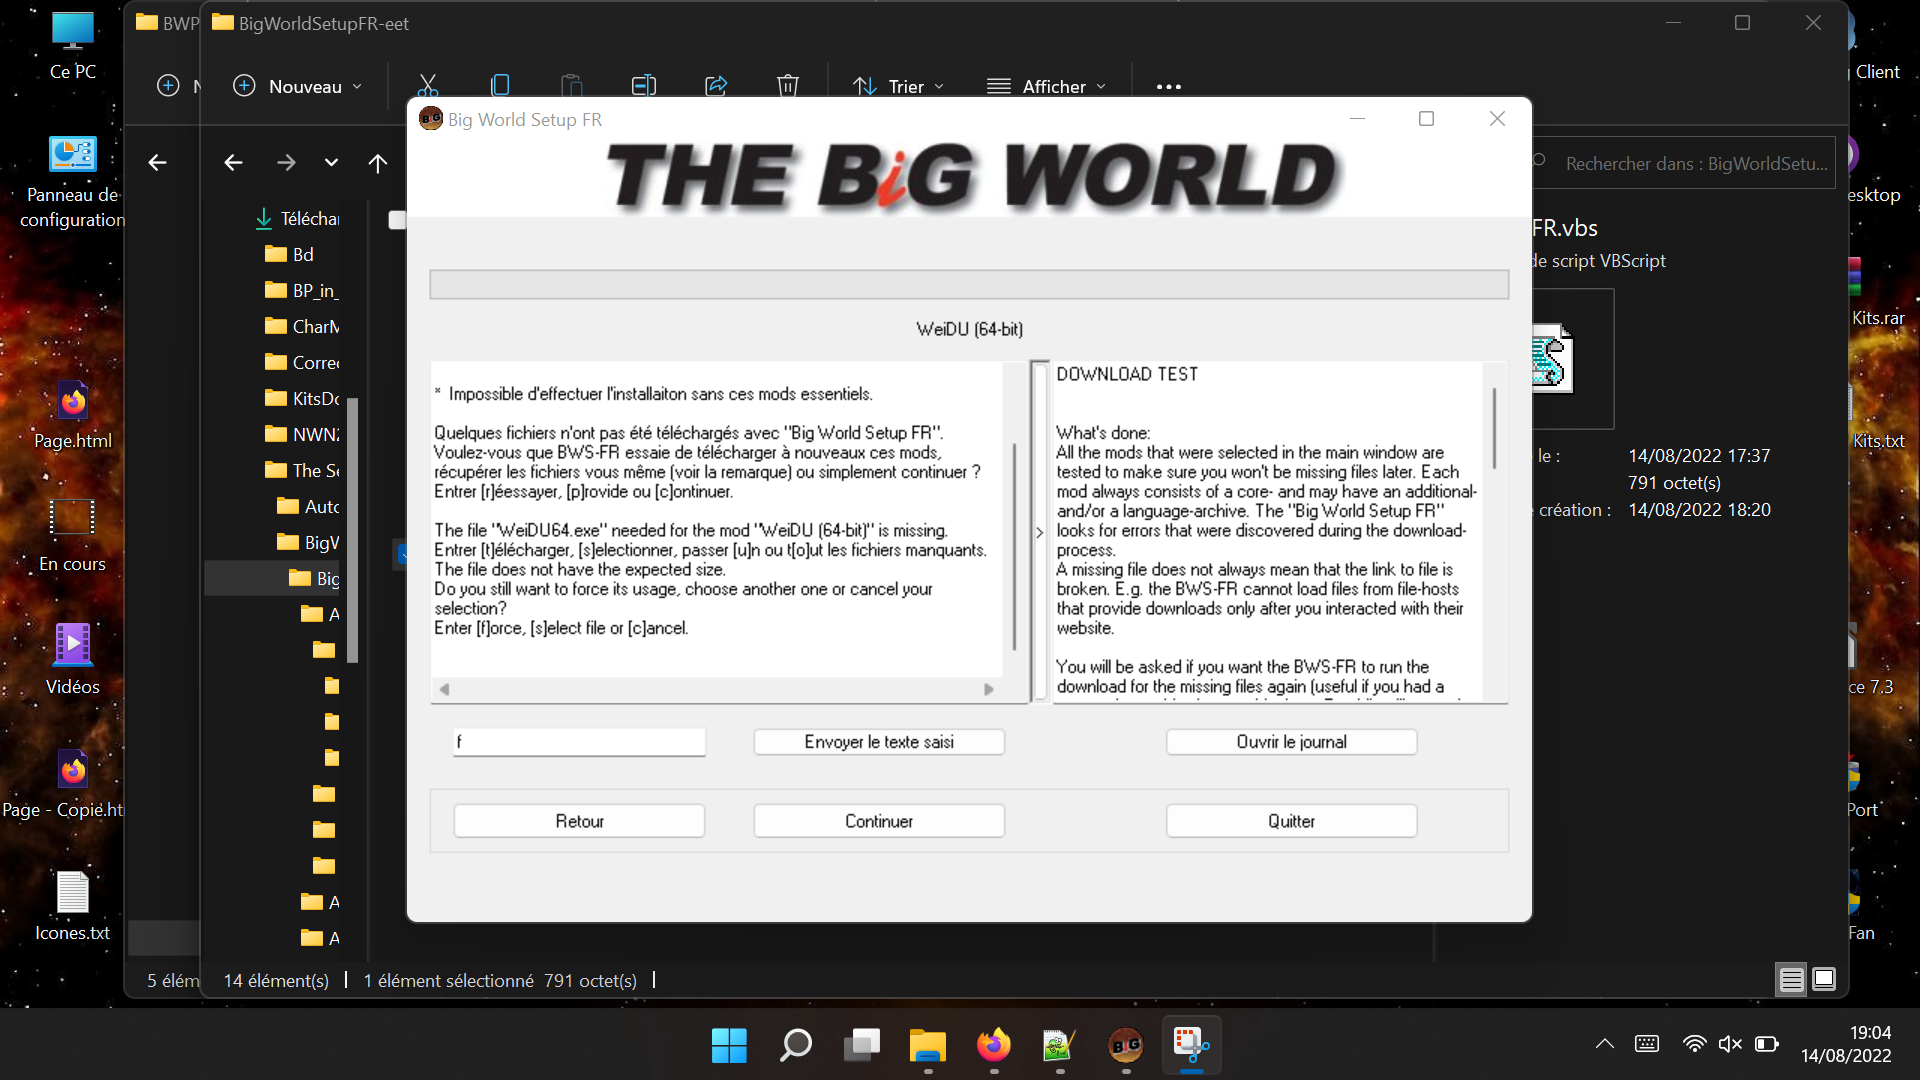 Ce PC
Panneau de
configuration
Page.html
En cours
Vidéos
Page - Copie.ht
Icones.txt
BWP
BigWorldSetupFR-eet
N
Nouveau
Trier
Afficher
Rechercher dans : BigWorldSetu...
Téléchar
Bd
BP_in_
CharM
Correc
KitsDo
NWN2
The Se
Auto
BigW
Big
A
A
A
Big World Setup FR
THE BiG WORLD
WeiDU (64-bit)
* Impossible d'effectuer l'installaiton sans ces mods essentiels.
Quelques fichiers n'ont pas été téléchargés avec "Big World Setup FR".
Voulez-vous que BWS-FR essaie de télécharger à nouveaux ces mods,
récupérer les fichiers vous même (voir la remarque) ou simplement continuer ?
Entrer [r]éessayer, [p]rovide ou [c]ontinuer.
The file "WeiDU64.exe" needed for the mod "WeiDU (64-bit)" is missing.
Entrer [t]élécharger, [s]electionner, passer [u]n ou t[o]ut les fichiers manquants.
The file does not have the expected size.
Do you still want to force its usage, choose another one or cancel your
selection?
Enter [f]orce, [s]elect file or [c]ancel.
DOWNLOAD TEST
What's done:
All the mods that were selected in the main window are
tested to make sure you won't be missing files later. Each
mod always consists of a core- and may have an additional-
and/or a language-archive. The "Big World Setup FR"
looks for errors that were discovered during the download-
process.
A missing file does not always mean that the link to file is
broken. E.g. the BWS-FR cannot load files from file-hosts
that provide downloads only after you interacted with their
website.
You will be asked if you want the BWS-FR to run the
download for the missing files again (useful if you had a
f
Envoyer le texte saisi
Ouvrir le journal
Retour
Continuer
Quitter
FR.vbs
de script VBScript
le :
14/08/2022 17:37
791 octet(s)
création :
14/08/2022 18:20
Client
esktop
Kits.rar
Kits.txt
ce 7.3
Port
Fan
5 élém
14 élément(s)
1 élément sélectionné 791 octet(s)
BiG
19:04
14/08/2022